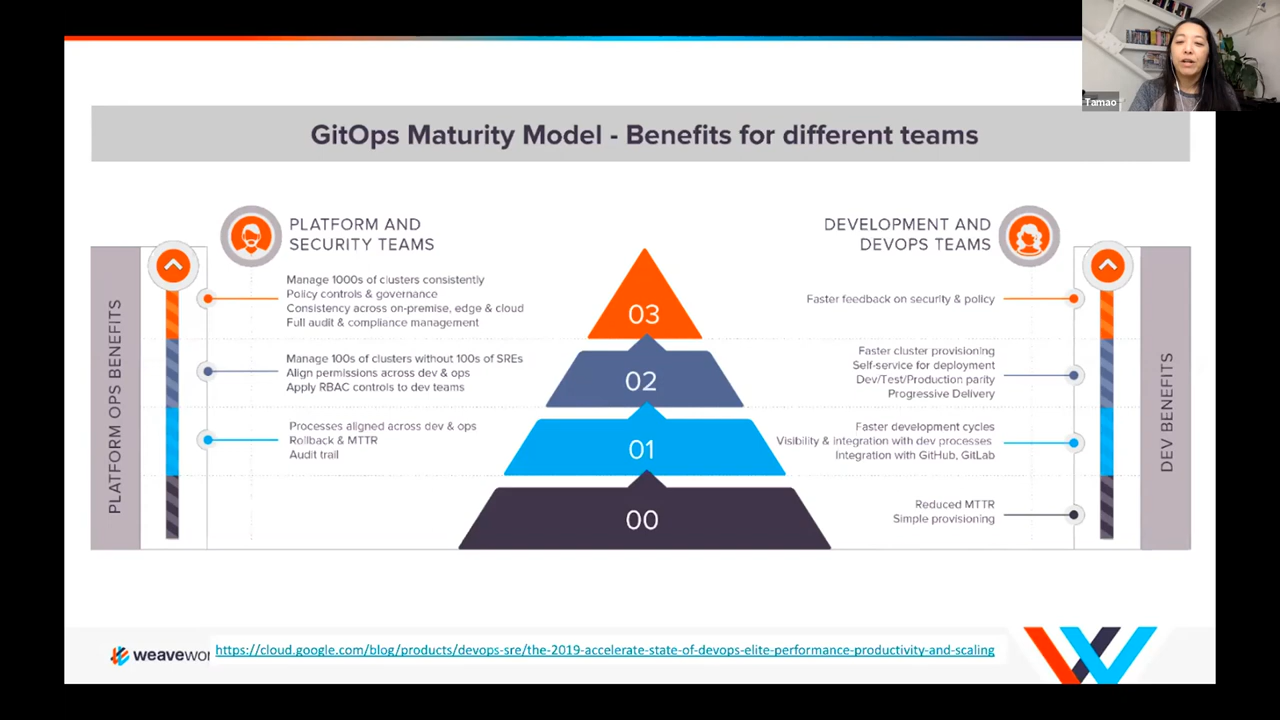 Tamao
GitOps Maturity Model - Benefits for different teams
PLATFORM AND
SECURITY TEAMS
DEVELOPMENT AND
DEVOPS TEAMS
PLATFORM OPS BENEFITS
Manage 1000s of clusters consistently
Policy controls & governance
Consistency across on-premise, edge & cloud
Full audit & compliance management
Manage 100s of clusters without 100s of SREs
Align permissions across dev & ops
Apply RBAC controls to dev teams
Processes aligned across dev & ops
Rollback & MTTR
Audit trail
03
02
01
00
Faster feedback on security & policy
Faster cluster provisioning
Self-service for deployment
Dev/Test/Production parity
Progressive Delivery
Faster development cycles
Visibility & integration with dev processes
Integration with GitHub, GitLab
Reduced MTTR
Simple provisioning
DEV BENEFITS
weavewor
https://cloud.google.com/blog/products/devops-sre/the-2019-accelerate-state-of-devops-elite-performance-productivity-and-scaling